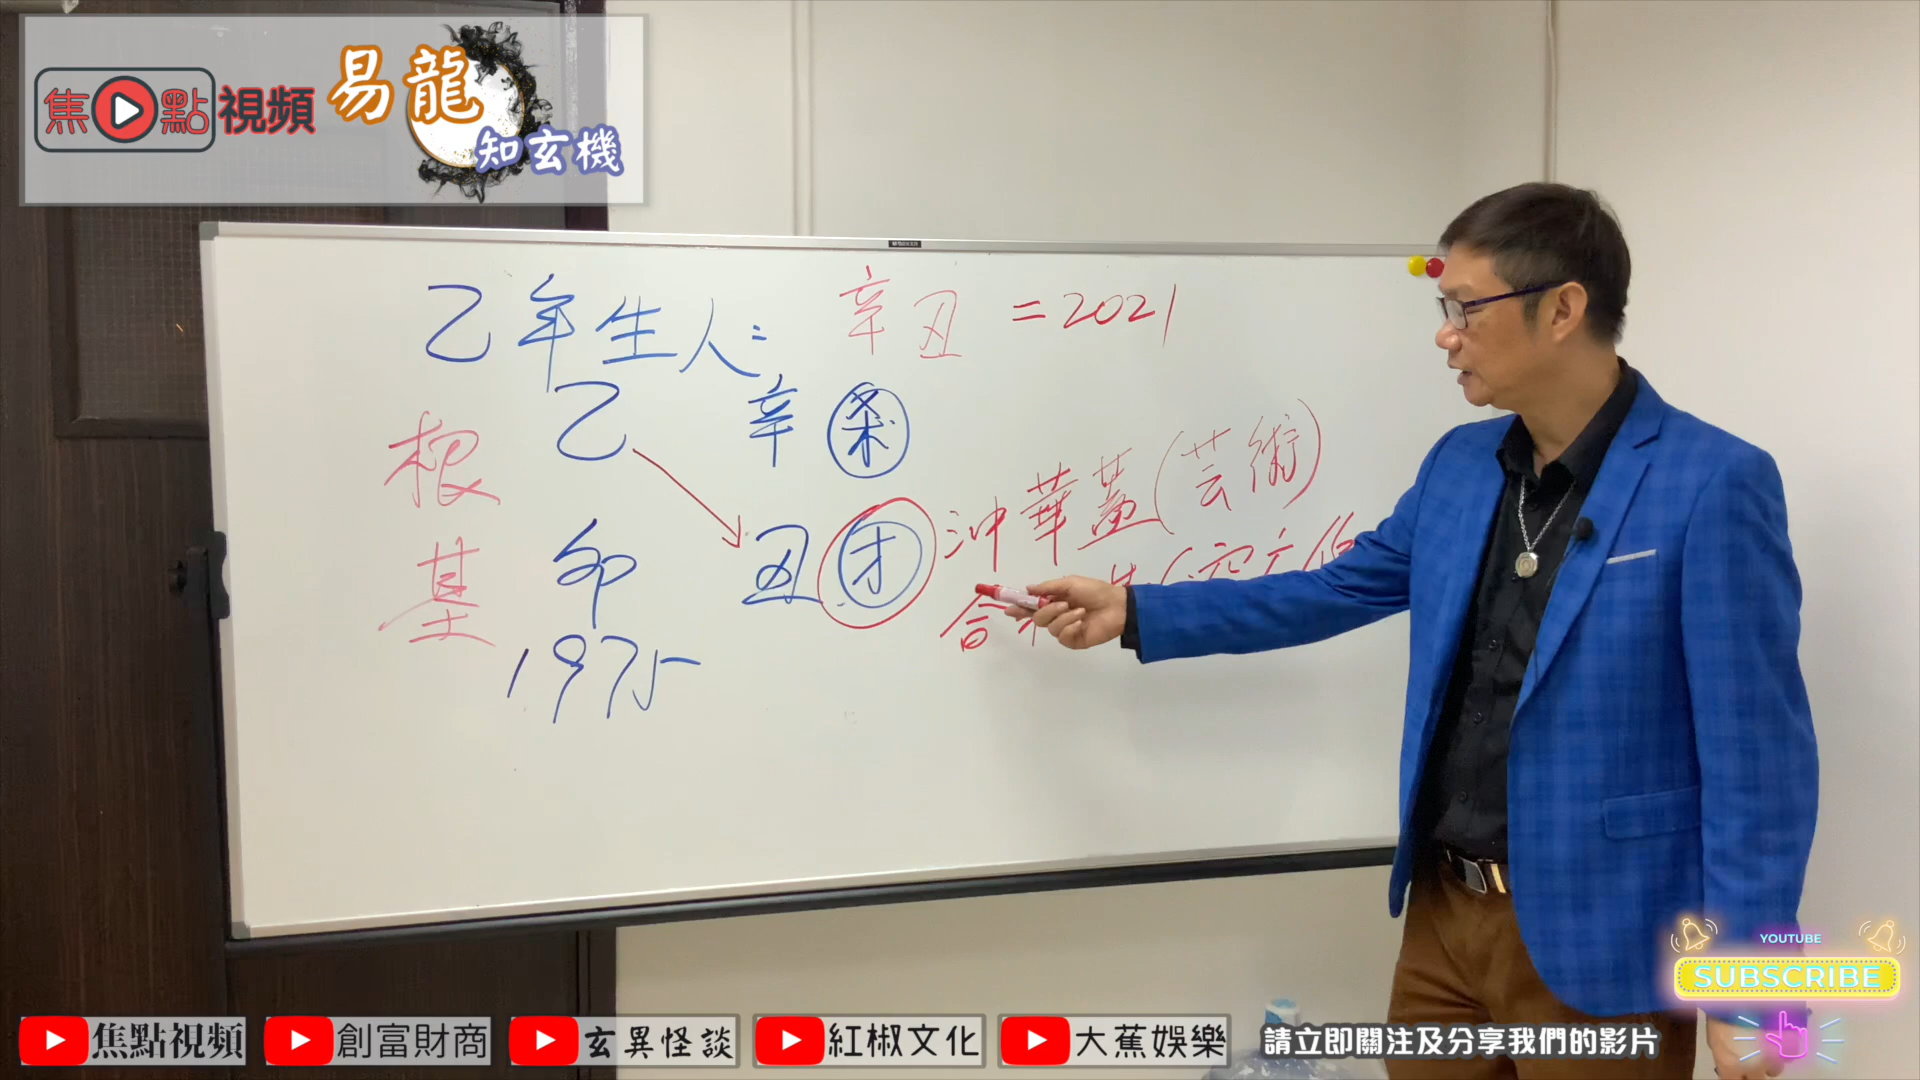 焦點視頻 易龍
知玄機
乙年生人: 辛丑 =2021
乙 辛 杀
根基
卯 丑 才
1975
沖華蓋(芸術)
合
YOUTUBE
SUBSCRIBE
焦點視頻 創富財商 玄異怪談 紅椒文化 大蕉娛樂 請立即關注及分享我們的影片